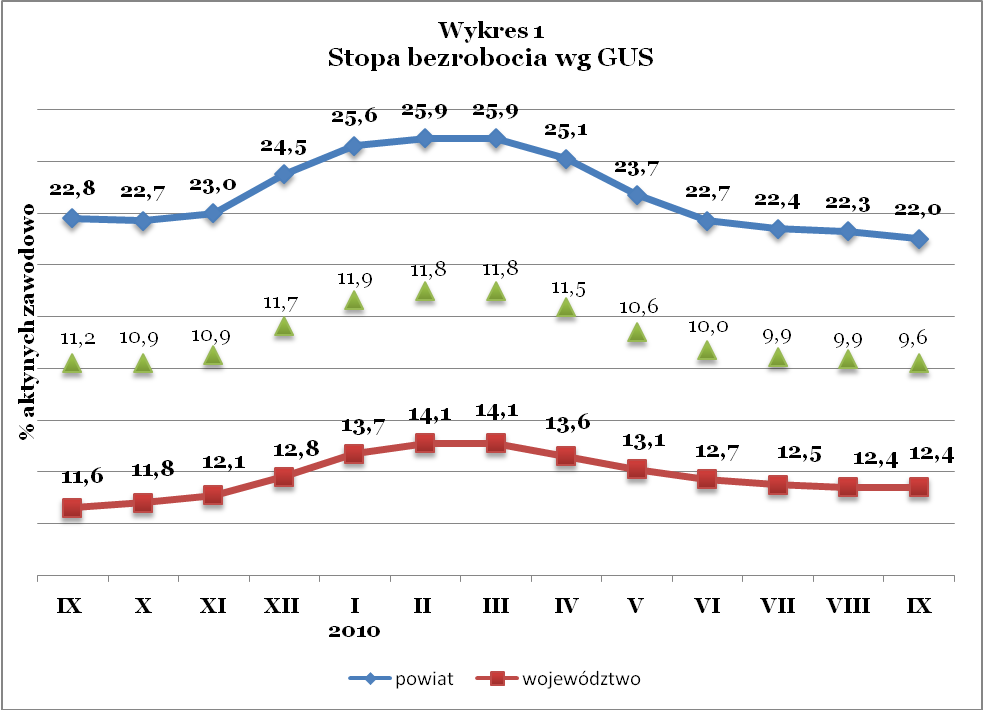 Wykres 1
Stopa bezrobocia wg GUS
% aktynych zawodowo
22,8 22,7 23,0 24,5 25,6 25,9 25,9 25,1 23,7 22,7 22,4 22,3 22,0
11,2 10,9 10,9 11,7 11,9 11,8 11,8 11,5 10,6 10,0 9,9 9,9 9,6
11,6 11,8 12,1 12,8 13,7 14,1 14,1 13,6 13,1 12,7 12,5 12,4 12,4
IX X XI XII I II III IV V VI VII VIII IX
2010
powiat województwo